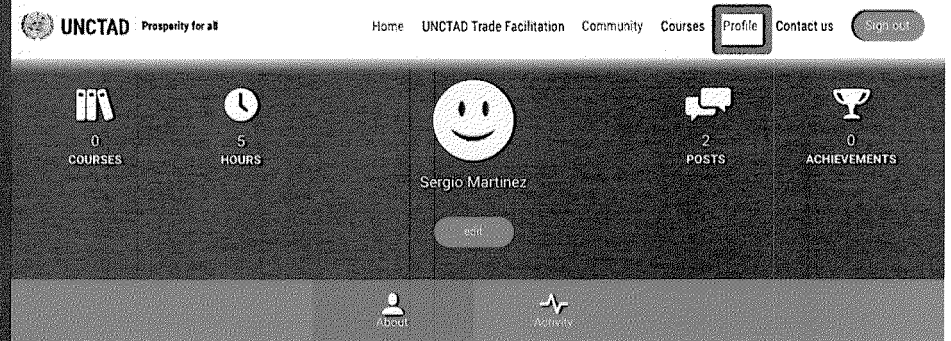 UNCTAD Prosperity for all Home UNCTAD Trade Facilitation Community Courses Profile Contact us Sign out
0
COURSES
5
HOURS
Sergio Martinez
edit
2
POSTS
0
ACHIEVEMENTS
About
Activity